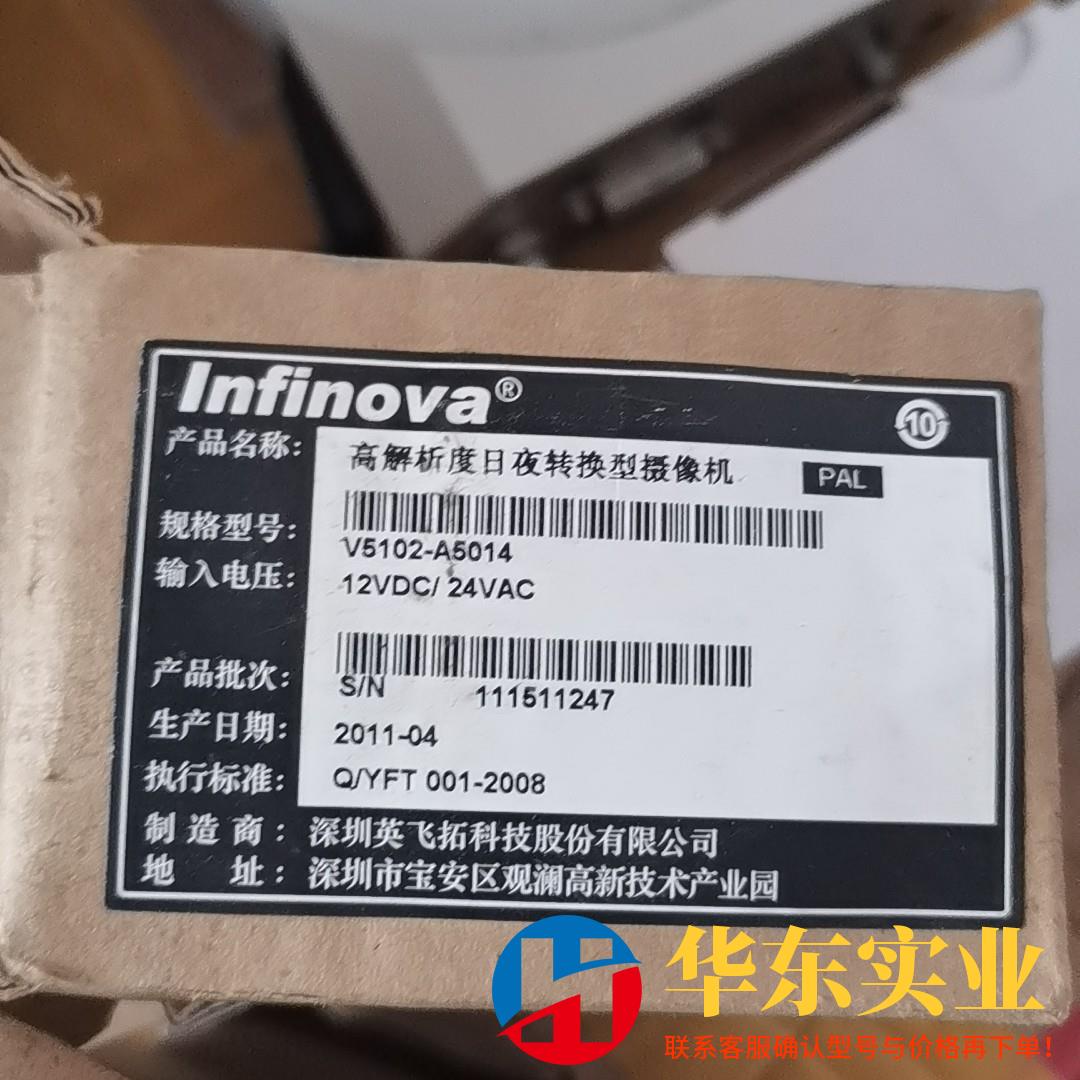 Infinova®
10
产品名称: 高解析度日夜转换型摄像机 PAL
规格型号: V5102-A5014
输入电压: 12VDC/ 24VAC
产品批次: S/N 111511247
生产日期: 2011-04
执行标准: Q/YFT 001-2008
制造商: 深圳英飞拓科技股份有限公司
地址: 深圳市宝安区观澜高新技术产业园
华东实业
联系客服确认型号与价格再下单!